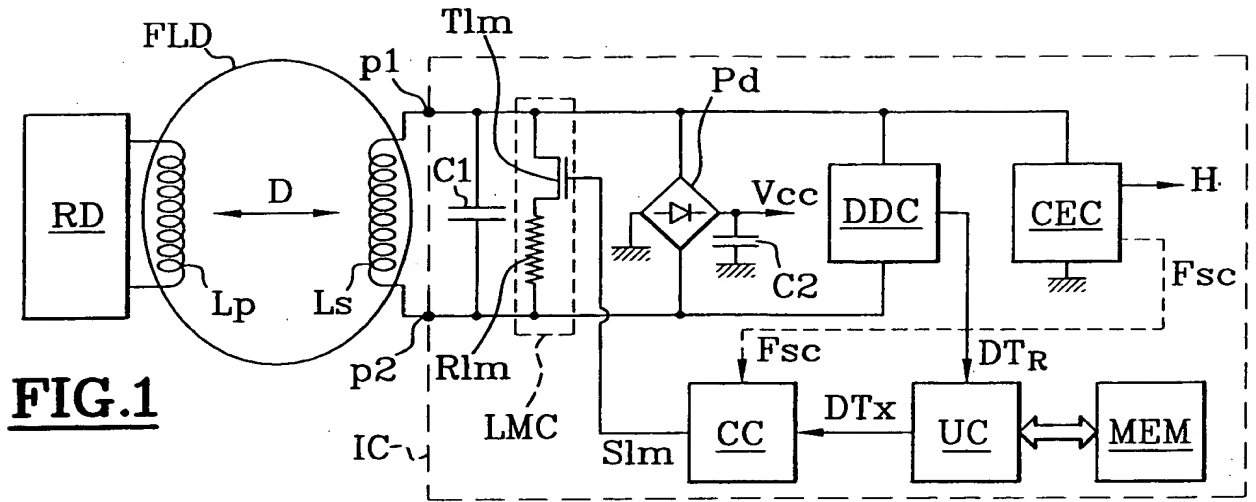 Tlm
FLD
p1
Pd
C1
Vcc
H
RD
D
DDC
CEC
C2
Fsc
Lp
Ls
p2
Rlm
Fsc
DTR
FIG.1
LMC
DTx
IC
Slm
CC
UC
MEM